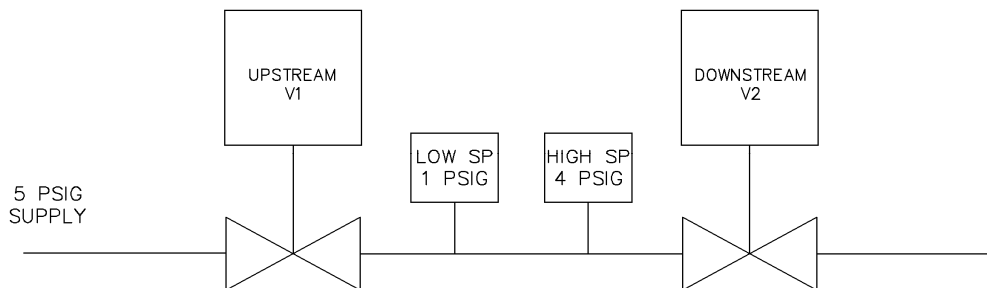 UPSTREAM
V1
DOWNSTREAM
V2
LOW SP
1 PSIG
HIGH SP
4 PSIG
5 PSIG
SUPPLY